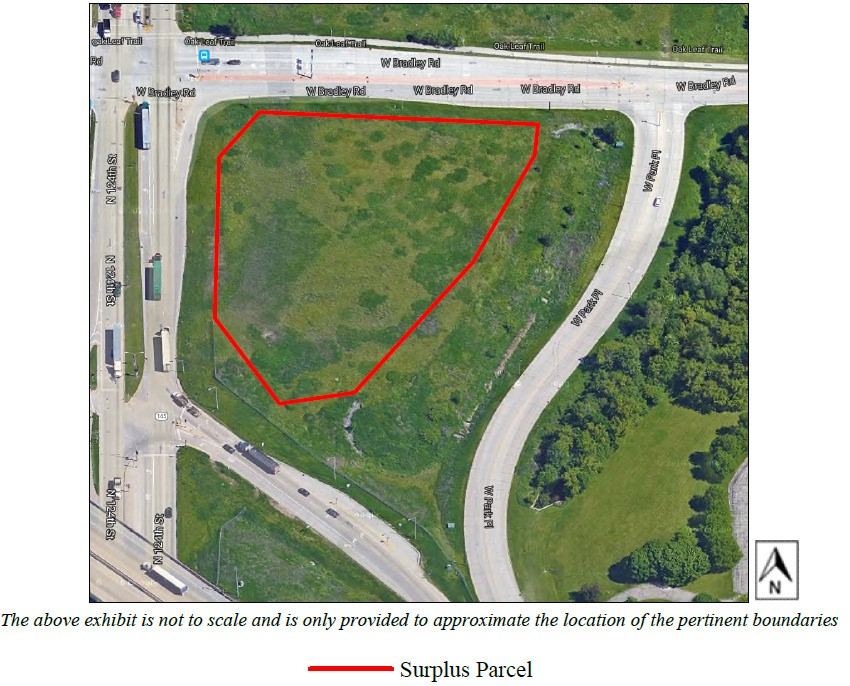 Oak Leaf Trail
Oak Leaf Trail
Oak Leaf Trail
Oak Leaf Trail
Oak Leaf Trail
Rd
W Bradley Rd
W Bradley Rd
W Bradley Rd
W Bradley Rd
W Bradley Rd
W Bradley Rd
N 124th St
W Park Pl
N 124th St
W Park Pl
145
N 124th St
N 124th St
W Park Pl
N
The above exhibit is not to scale and is only provided to approximate the location of the pertinent boundaries
Surplus Parcel